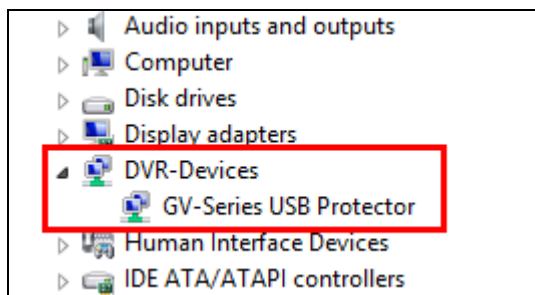 Audio inputs and outputs
Computer
Disk drives
Display adapters
DVR-Devices
GV-Series USB Protector
Human Interface Devices
IDE ATA/ATAPI controllers